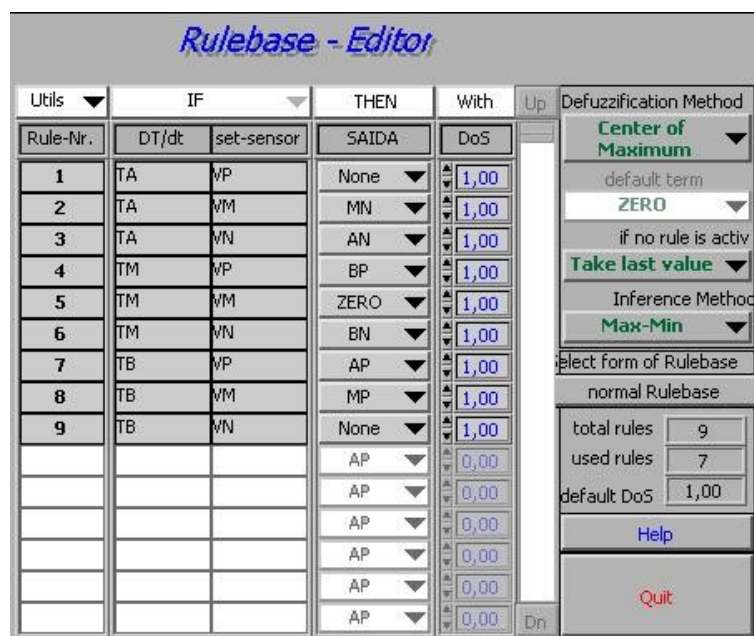 Rulebase - Editor
Utils IF THEN With Up Defuzzification Method
Rule-Nr. DT/dt set-sensor SAIDA DoS Center of Maximum
1 TA VP None 1,00 default term
2 TA VM MN 1,00 ZERO
3 TA VN AN 1,00 if no rule is activ
4 TM VP BP 1,00 Take last value
5 TM VM ZERO 1,00 Inference Method
6 TM VN BN 1,00 Max-Min
7 TB VP AP 1,00 elect form of Rulebase
8 TB VM MP 1,00 normal Rulebase
9 TB VN None 1,00 total rules 9
AP 0,00 used rules 7
AP 0,00 default DoS 1,00
AP 0,00 Help
AP 0,00
AP 0,00 Quit
AP 0,00 Dn